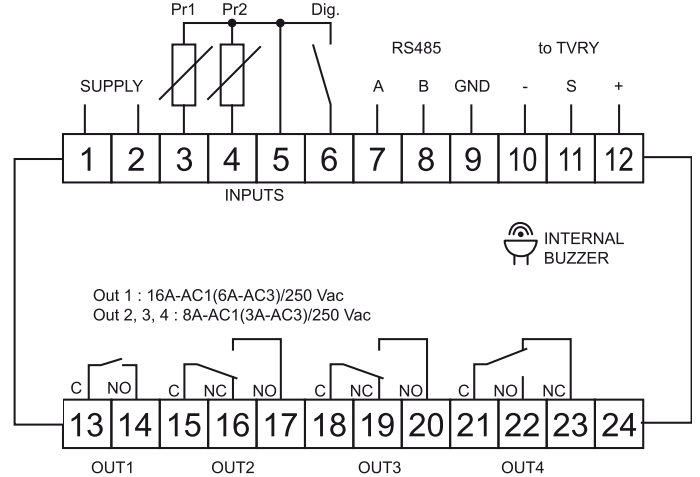 Pr1 Pr2 Dig.
RS485 to TVRY
SUPPLY A B GND - S +
1 2 3 4 5 6 7 8 9 10 11 12
INPUTS
INTERNAL
BUZZER
Out 1 : 16A-AC1(6A-AC3)/250 Vac
Out 2, 3, 4 : 8A-AC1(3A-AC3)/250 Vac
C NO C NC NO C NC NO C NO NC
13 14 15 16 17 18 19 20 21 22 23 24
OUT1 OUT2 OUT3 OUT4